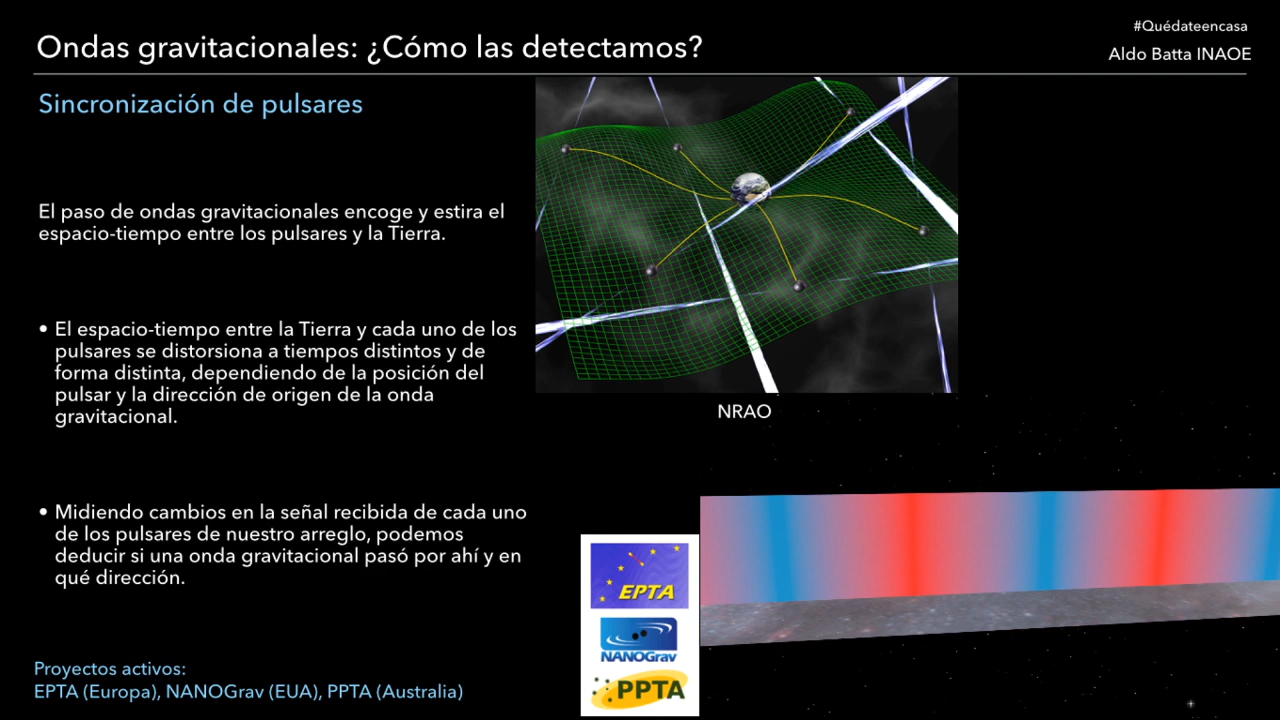 Ondas gravitacionales: ¿Cómo las detectamos?
#Quédateencasa
Aldo Batta INAOE
Sincronización de pulsares
El paso de ondas gravitacionales encoge y estira el
espacio-tiempo entre los pulsares y la Tierra.
• El espacio-tiempo entre la Tierra y cada uno de los
pulsares se distorsiona a tiempos distintos y de
forma distinta, dependiendo de la posición del
pulsar y la dirección de origen de la onda
gravitacional.
NRAO
• Midiendo cambios en la señal recibida de cada uno
de los pulsares de nuestro arreglo, podemos
deducir si una onda gravitacional pasó por ahí y en
qué dirección.
EPTA
NANOGrav
PPTA
Proyectos activos:
EPTA (Europa), NANOGrav (EUA), PPTA (Australia)